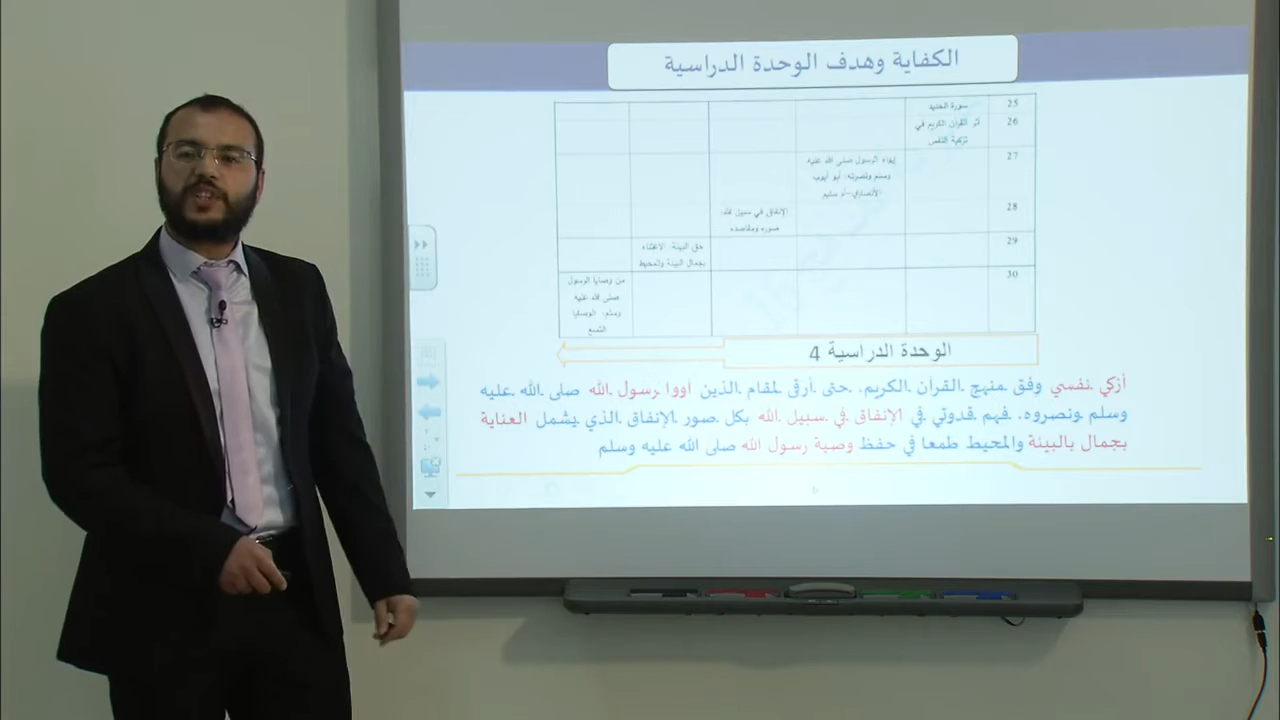 الكفاية وهدف الوحدة الدراسية
25 سورة الحديد
26 أثر القرآن الكريم في
تزكية النفس
27 إيواء الرسول صلى الله عليه
وسلم ونصرته: أبو أيوب
الأنصاري-أم سليم
28 الإنفاق في سبيل الله:
صوره ومقاصده
29 حق البيئة: الاعتناء
بجمال البيئة والمحيط
30 من وصايا الرسول
صلى الله عليه
وسلم: الوصايا
التسع
الوحدة الدراسية 4
أزكي نفسي وفق منهج القرآن الكريم. حتى أرقى لمقام الذين آووا رسول الله صلى الله عليه
وسلم ونصروه. فهم قدوتي في الإنفاق في سبيل الله بكل صور الإنفاق الذي يشمل العناية
بجمال بالبيئة والمحيط طمعا في حفظ وصية رسول الله صلى الله عليه وسلم